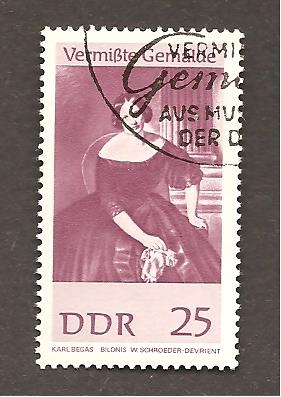 Vermißte Gemälde
VERMI
Gem
AUS MU
DER D
DDR 25
KARL BEGAS BILDNIS W. SCHROEDER-DEVRIENT